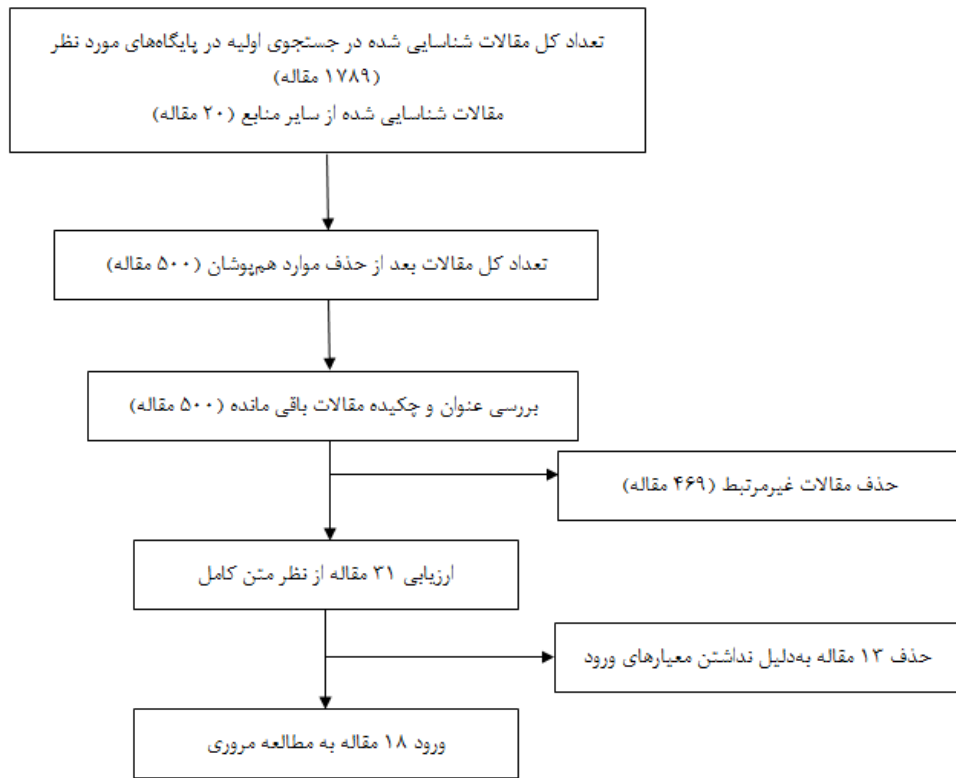 تعداد کل مقالات شناسایی شده در جستجوی اولیه در پایگاه‌های مورد نظر
(۱۷۸۹ مقاله)
مقالات شناسایی شده از سایر منابع (۲۰ مقاله)
تعداد کل مقالات بعد از حذف موارد هم‌پوشان (۵۰۰ مقاله)
بررسی عنوان و چکیده مقالات باقی مانده (۵۰۰ مقاله)
حذف مقالات غیرمرتبط (۴۶۹ مقاله)
ارزیابی ۳۱ مقاله از نظر متن کامل
حذف ۱۳ مقاله به‌دلیل نداشتن معیارهای ورود
ورود ۱۸ مقاله به مطالعه مروری